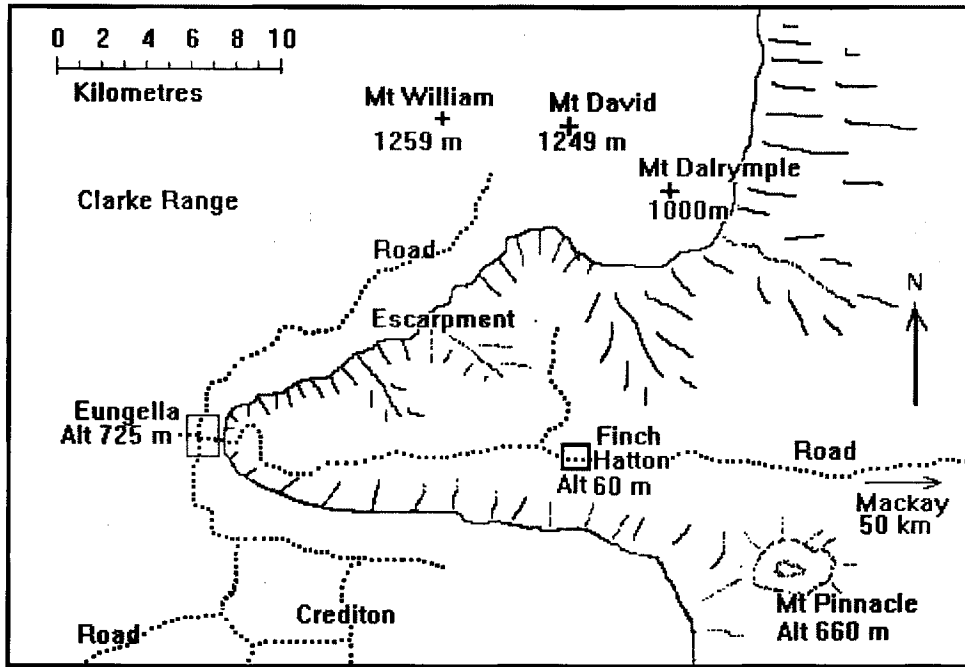 0 2 4 6 8 10
Kilometres
Mt William
1259 m
Mt David
1249 m
Mt Dalrymple
1000m
Clarke Range
Road
N
Escarpment
Eungella
Alt 725 m
Finch
Hatton
Alt 60 m
Road
Mackay
50 km
Crediton
Road
Mt Pinnacle
Alt 660 m